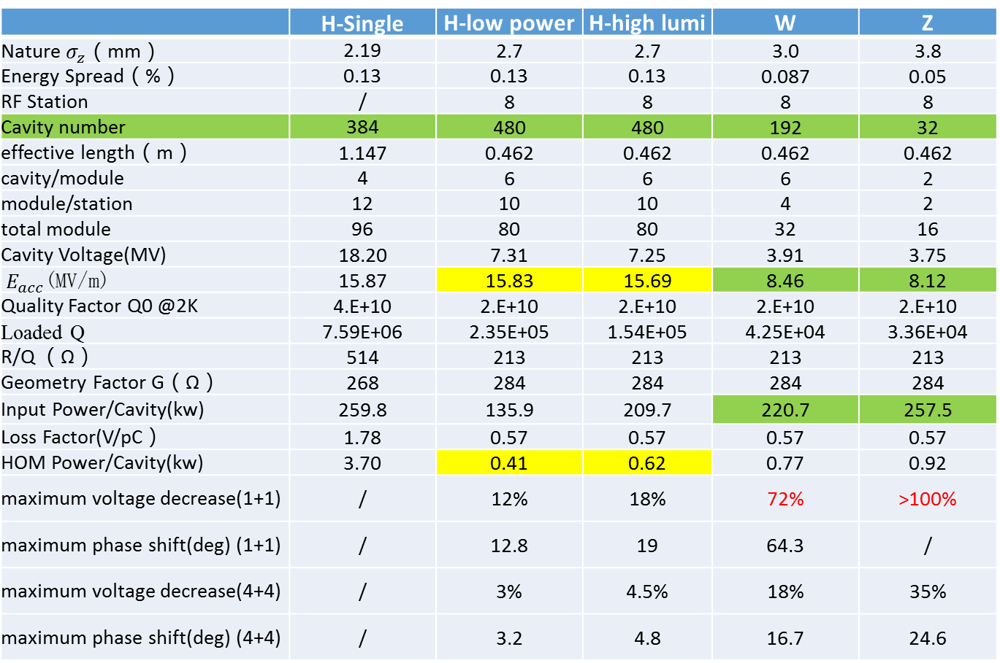 H-Single H-low power H-high lumi W Z
Nature σz ( mm ) 2.19 2.7 2.7 3.0 3.8
Energy Spread ( % ) 0.13 0.13 0.13 0.087 0.05
RF Station / 8 8 8 8
Cavity number 384 480 480 192 32
effective length ( m ) 1.147 0.462 0.462 0.462 0.462
cavity/module 4 6 6 6 2
module/station 12 10 10 4 2
total module 96 80 80 32 16
Cavity Voltage(MV) 18.20 7.31 7.25 3.91 3.75
Eacc (MV/m) 15.87 15.83 15.69 8.46 8.12
Quality Factor Q0 @2K 4.E+10 2.E+10 2.E+10 2.E+10 2.E+10
Loaded Q 7.59E+06 2.35E+05 1.54E+05 4.25E+04 3.36E+04
R/Q ( Ω ) 514 213 213 213 213
Geometry Factor G ( Ω ) 268 284 284 284 284
Input Power/Cavity(kw) 259.8 135.9 209.7 220.7 257.5
Loss Factor(V/pC ) 1.78 0.57 0.57 0.57 0.57
HOM Power/Cavity(kw) 3.70 0.41 0.62 0.77 0.92
maximum voltage decrease(1+1) / 12% 18% 72% >100%
maximum phase shift(deg) (1+1) / 12.8 19 64.3 /
maximum voltage decrease(4+4) / 3% 4.5% 18% 35%
maximum phase shift(deg) (4+4) / 3.2 4.8 16.7 24.6